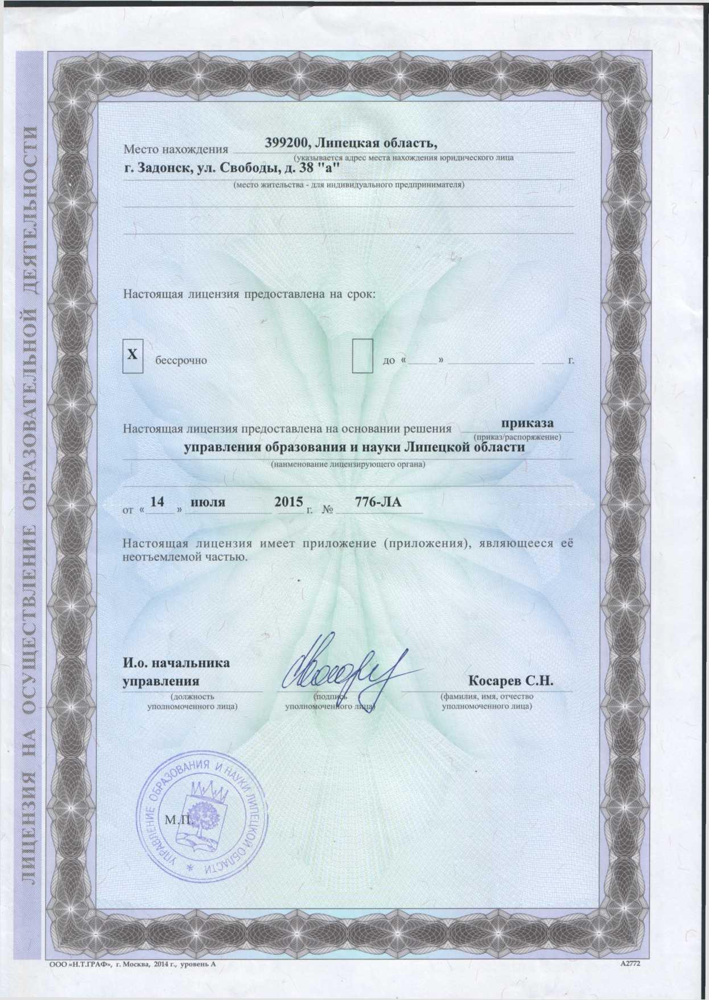 ЛИЦЕНЗИЯ НА ОСУЩЕСТВЛЕНИЕ ОБРАЗОВАТЕЛЬНОЙ ДЕЯТЕЛЬНОСТИ
Место нахождения 399200, Липецкая область,
(указывается адрес места нахождения юридического лица
г. Задонск, ул. Свободы, д. 38 "а"
(место жительства - для индивидуального предпринимателя)
Настоящая лицензия предоставлена на срок:
X бессрочно до « » г.
Настоящая лицензия предоставлена на основании решения приказа
(приказ/распоряжение)
управления образования и науки Липецкой области
(наименование лицензирующего органа)
от « 14 » июля 2015 г. № 776-ЛА
Настоящая лицензия имеет приложение (приложения), являющееся её
неотъемлемой частью.
И.о. начальника
управления Косарев С.Н.
(должность (подпись (фамилия, имя, отчество
уполномоченного лица) уполномоченного лица) уполномоченного лица)
УПРАВЛЕНИЕ ОБРАЗОВАНИЯ И НАУКИ ЛИПЕЦКОЙ ОБЛАСТИ *
М.П.
ООО «Н.Т.ГРАФ», г. Москва, 2014 г., уровень А A2772